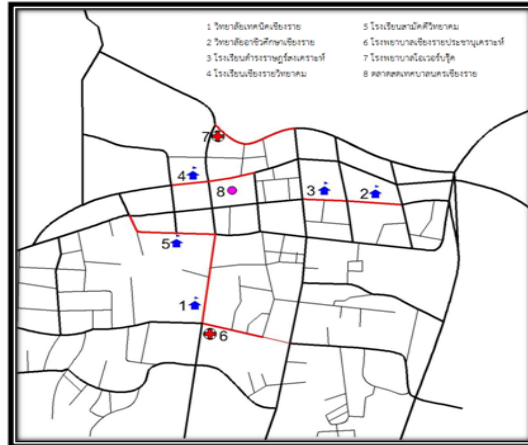 1 วิทยาลัยเทคนิคเชียงราย
2 วิทยาลัยอาชีวศึกษาเชียงราย
3 โรงเรียนดำรงราษฎร์สงเคราะห์
4 โรงเรียนเชียงรายวิทยาคม
5 โรงเรียนสามัคคีวิทยาคม
6 โรงพยาบาลเชียงรายประชานุเคราะห์
7 โรงพยาบาลโอเวอร์บรุ๊ค
8 ตลาดสดเทศบาลนครเชียงราย
7
4
8
3
2
5
1
6